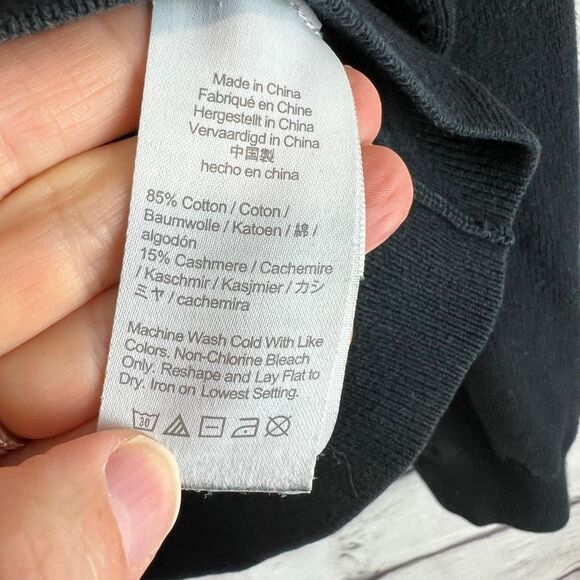 Made in China
Fabriqué en Chine
Hergestellt in China
Vervaardigd in China
中国製
hecho en china
85% Cotton / Coton /
Baumwolle / Katoen / 綿 /
algodón
15% Cashmere / Cachemire
/ Kaschmir / Kasjmier / カシ
ミヤ / cachemira
Machine Wash Cold With Like
Colors. Non-Chlorine Bleach
Only. Reshape and Lay Flat to
Dry. Iron on Lowest Setting.
30